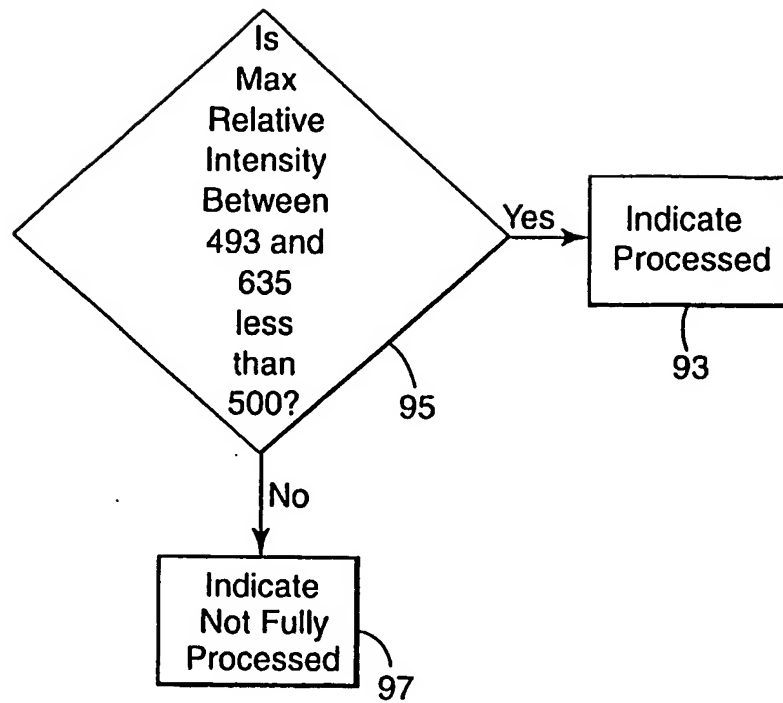 Is
Max
Relative
Intensity
Between
493 and
635
less
than
500?
Yes
Indicate
Processed
93
95
No
Indicate
Not Fully
Processed
97